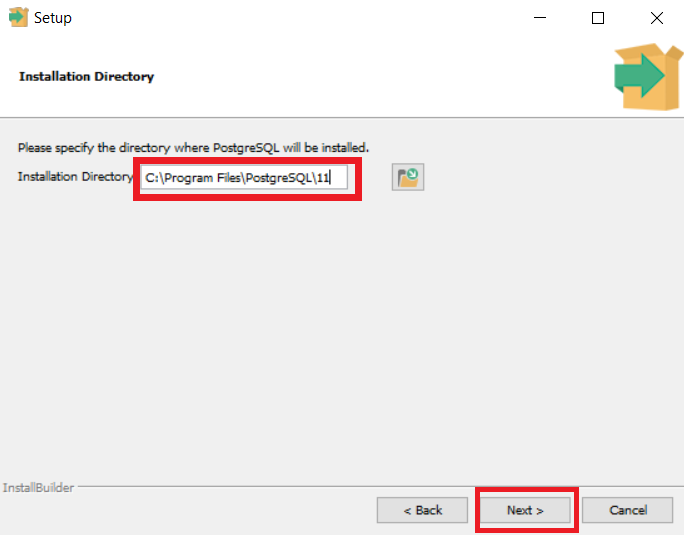 Setup
Installation Directory
Please specify the directory where PostgreSQL will be installed.
Installation Directory C:\Program Files\PostgreSQL\11
InstallBuilder
< Back Next > Cancel